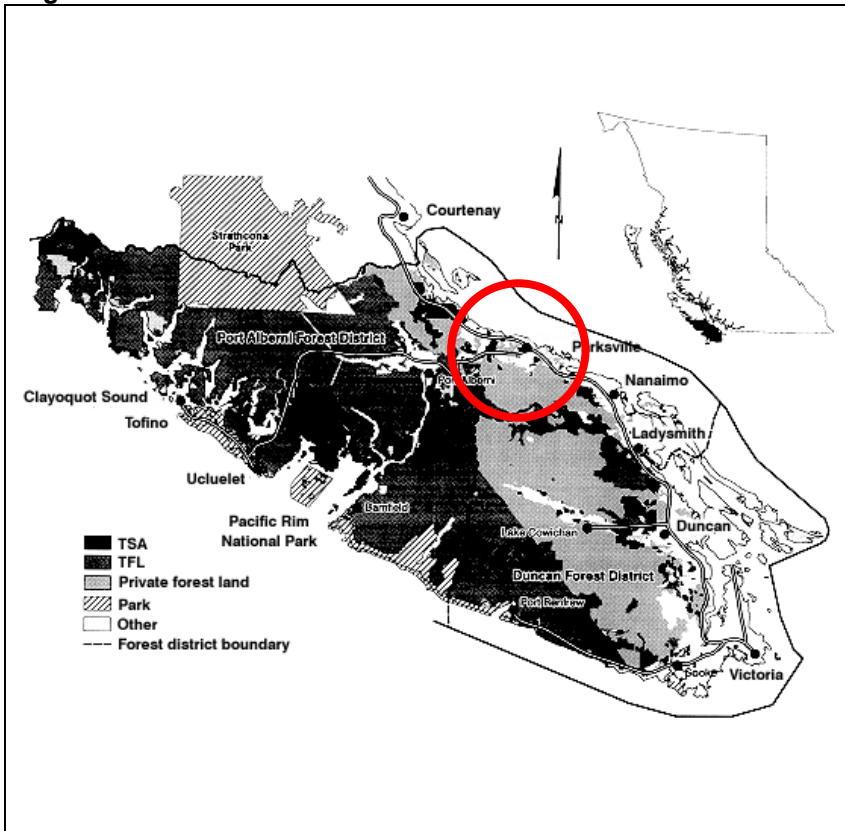 Courtenay
Strathcona
Park
N
Port Alberni Forest District
Parksville
Port Alberni
Nanaimo
Clayoquot Sound
Tofino
Ladysmith
Ucluelet
Bamfield
Pacific Rim
National Park
Lake Cowichan
Duncan
Duncan Forest District
Port Renfrew
Sooke
Victoria
TSA
TFL
Private forest land
Park
Other
Forest district boundary